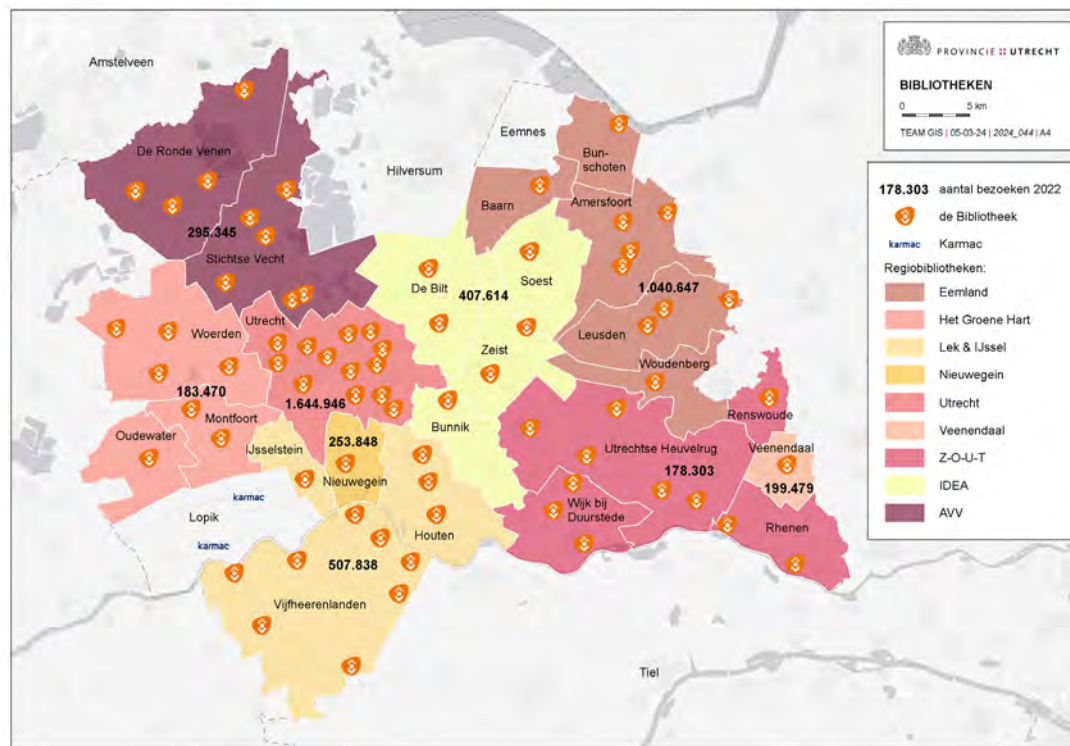 Amstelveen
De Ronde Venen
295.345
Stichtse Vecht
Hilversum
Eemnes
Bun-
schoten
Baarn
Amersfoort
De Bilt
Soest
407.614
Zeist
1.040.647
Leusden
Woudenberg
Utrecht
Woerden
183.470
1.644.946
Montfoort
Oudewater
IJsselstein
253.848
Nieuwegein
Bunnik
Renswoude
Utrechtse Heuvelrug
178.303
Veenendaal
199.479
Wijk bij
Duurstede
Rhenen
karmac
Lopik
karmac
Houten
507.838
Vijfheerenlanden
Tiel
PROVINCIE :: UTRECHT
BIBLIOTHEKEN
0 5 km
TEAM GIS | 05-03-24 | 2024_044 | A4
178.303 aantal bezoeken 2022
de Bibliotheek
karmac Karmac
Regiobibliotheken:
Eemland
Het Groene Hart
Lek & IJssel
Nieuwegein
Utrecht
Veenendaal
Z-O-U-T
IDEA
AVV